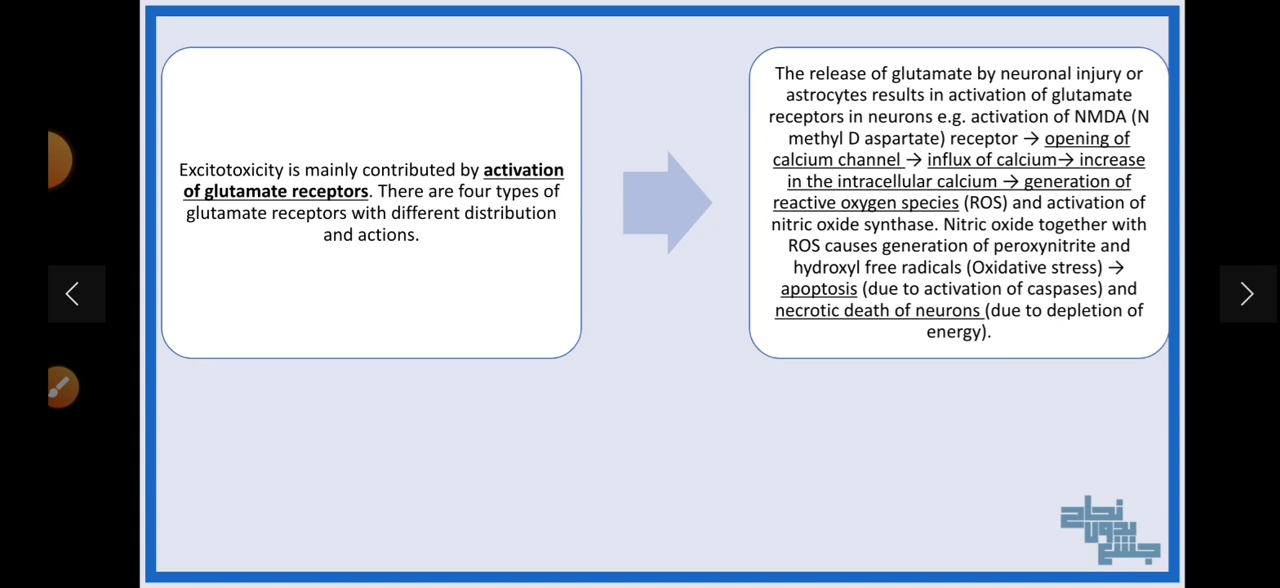 Excitotoxicity is mainly contributed by activation
of glutamate receptors. There are four types of
glutamate receptors with different distribution
and actions.
The release of glutamate by neuronal injury or
astrocytes results in activation of glutamate
receptors in neurons e.g. activation of NMDA (N
methyl D aspartate) receptor → opening of
calcium channel → influx of calcium→ increase
in the intracellular calcium → generation of
reactive oxygen species (ROS) and activation of
nitric oxide synthase. Nitric oxide together with
ROS causes generation of peroxynitrite and
hydroxyl free radicals (Oxidative stress) →
apoptosis (due to activation of caspases) and
necrotic death of neurons (due to depletion of
energy).
نجاح
بدون
جشع